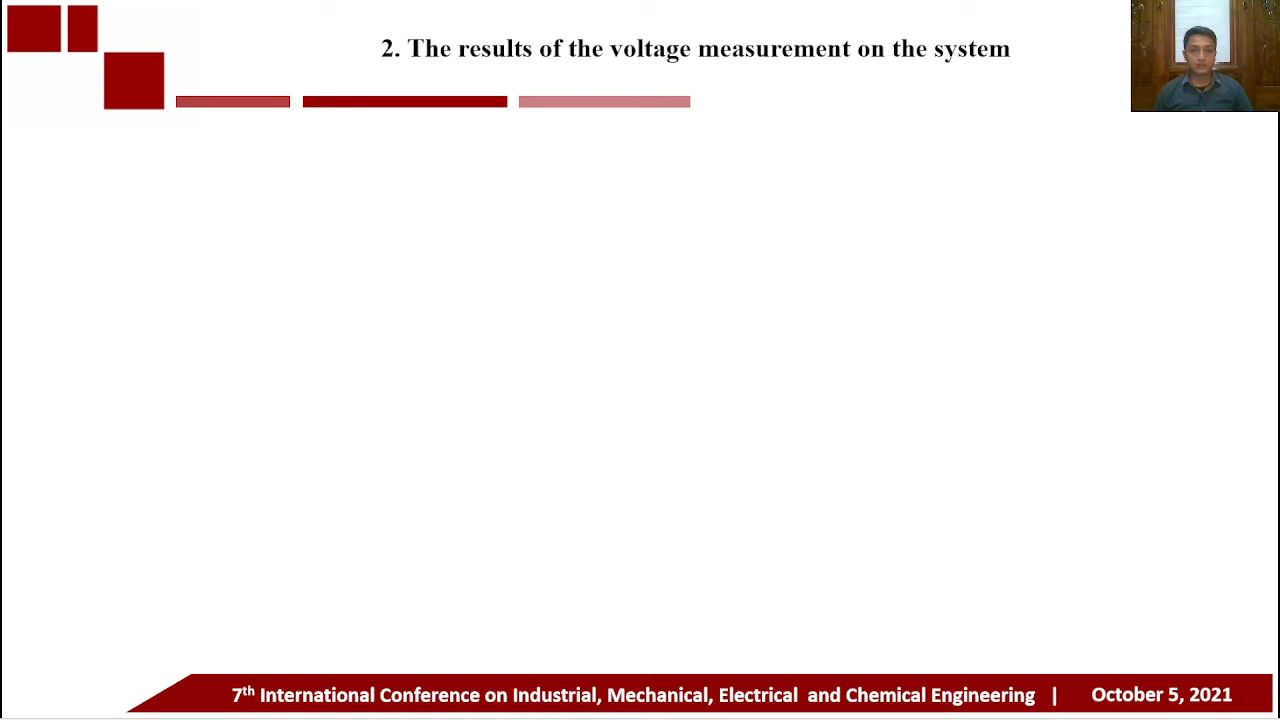 2. The results of the voltage measurement on the system
7th International Conference on Industrial, Mechanical, Electrical and Chemical Engineering | October 5, 2021